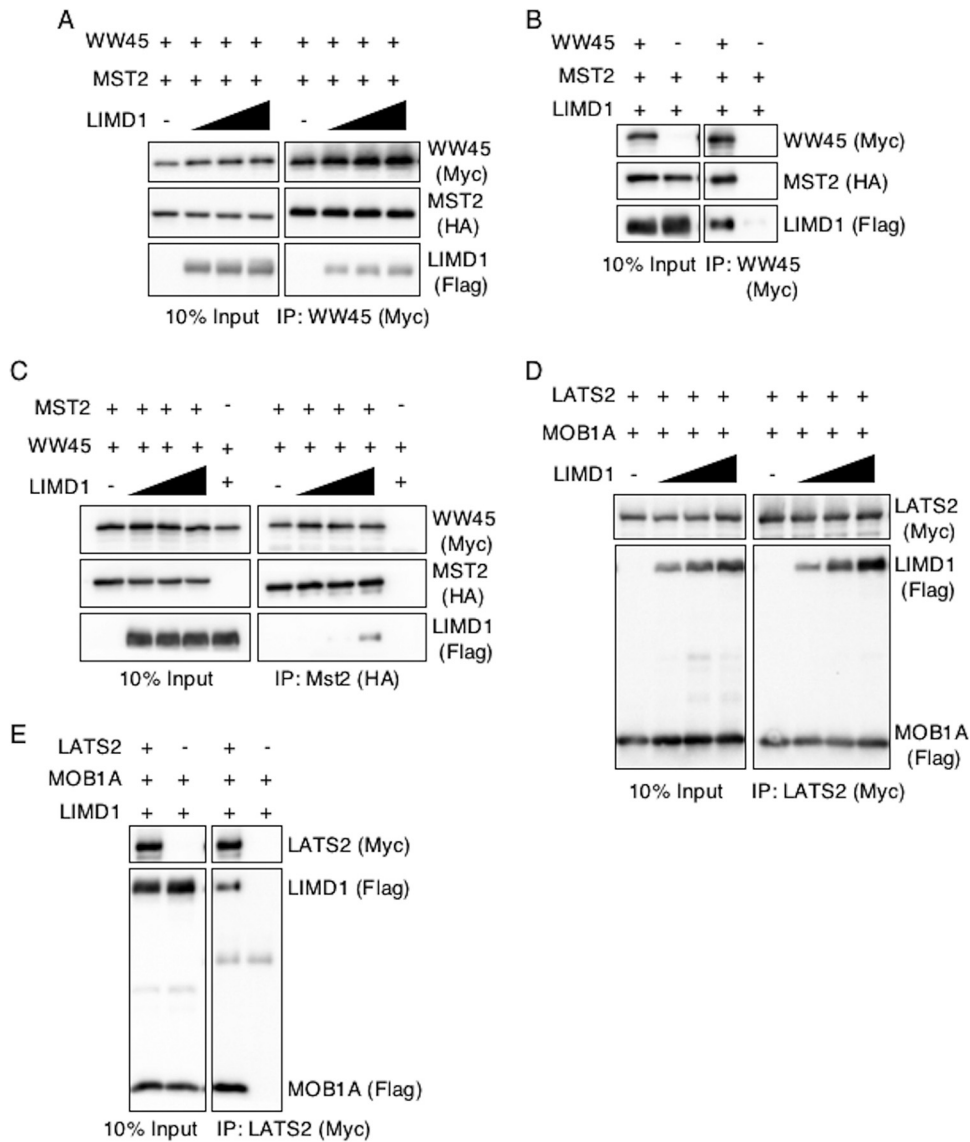 A
WW45 + + + + + + + +
MST2 + + + + + + + +
LIMD1 - -
WW45
(Myc)
MST2
(HA)
LIMD1
(Flag)
10% Input IP: WW45 (Myc)
B
WW45 + - + -
MST2 + + + +
LIMD1 + + + +
WW45 (Myc)
MST2 (HA)
LIMD1 (Flag)
10% Input IP: WW45
(Myc)
C
MST2 + + + + - + + + + -
WW45 + + + + + + + + + +
LIMD1 - + - +
WW45
(Myc)
MST2
(HA)
LIMD1
(Flag)
10% Input IP: Mst2 (HA)
D
LATS2 + + + + + + + +
MOB1A + + + + + + + +
LIMD1 - -
LATS2
(Myc)
LIMD1
(Flag)
MOB1A
(Flag)
10% Input IP: LATS2 (Myc)
E
LATS2 + - + -
MOB1A + + + +
LIMD1 + + + +
LATS2 (Myc)
LIMD1 (Flag)
MOB1A (Flag)
10% Input IP: LATS2 (Myc)